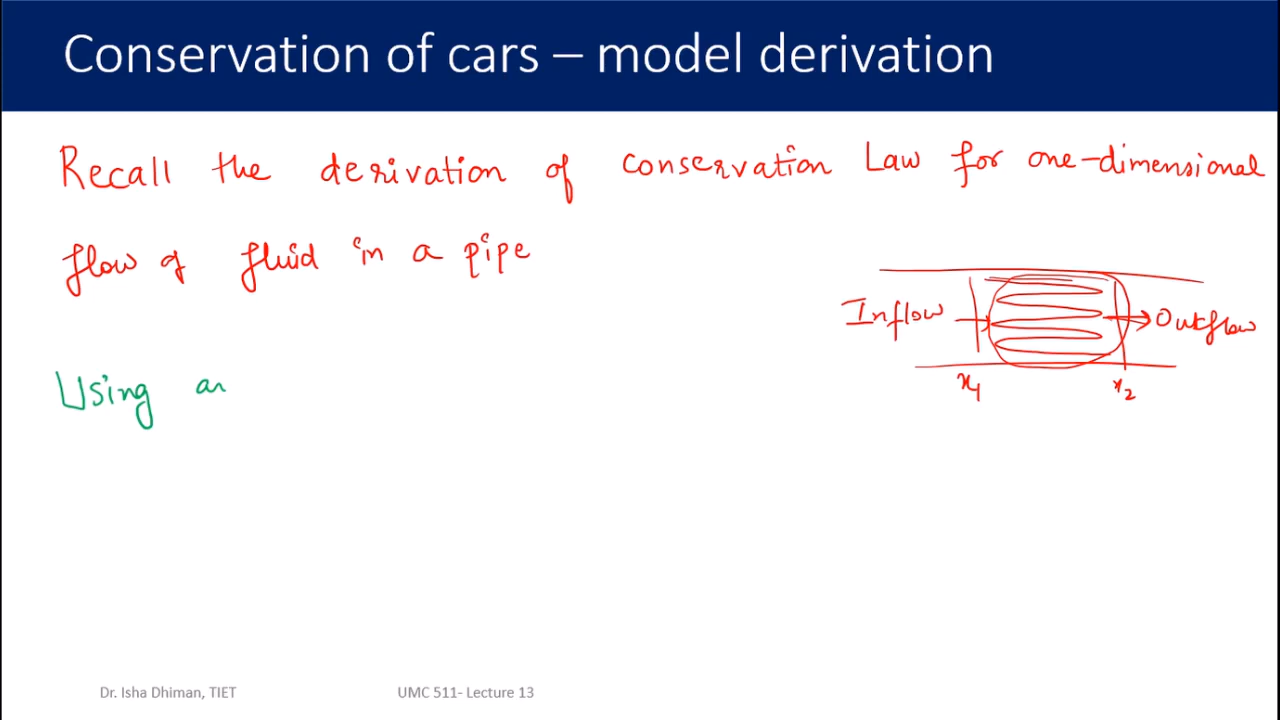 Conservation of cars – model derivation
Recall the derivation of conservation Law for one-dimensional
flow of fluid in a pipe
Inflow
Outflow
x1
x2
Using an
Dr. Isha Dhiman, TIET
UMC 511- Lecture 13